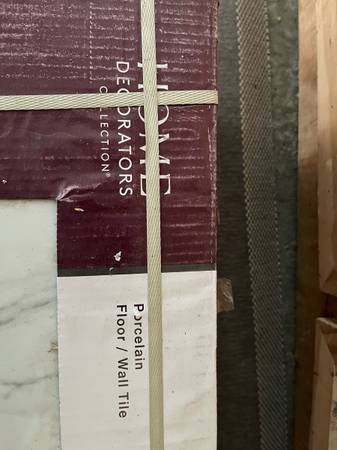 HOME
DECORATORS
COLLECTION®
Porcelain
Floor / Wall Tile